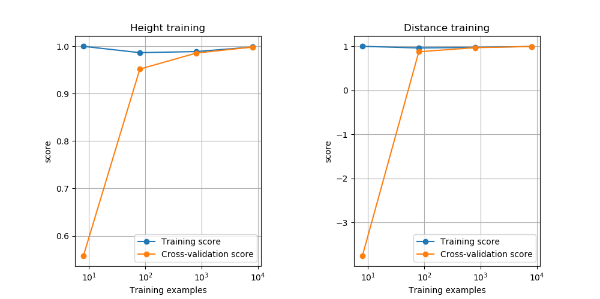 Height training
Distance training
score
1.0
0.9
0.8
0.7
0.6
10¹
10²
10³
10⁴
Training examples
Training score
Cross-validation score
score
1
0
−1
−2
−3
10¹
10²
10³
10⁴
Training examples
Training score
Cross-validation score